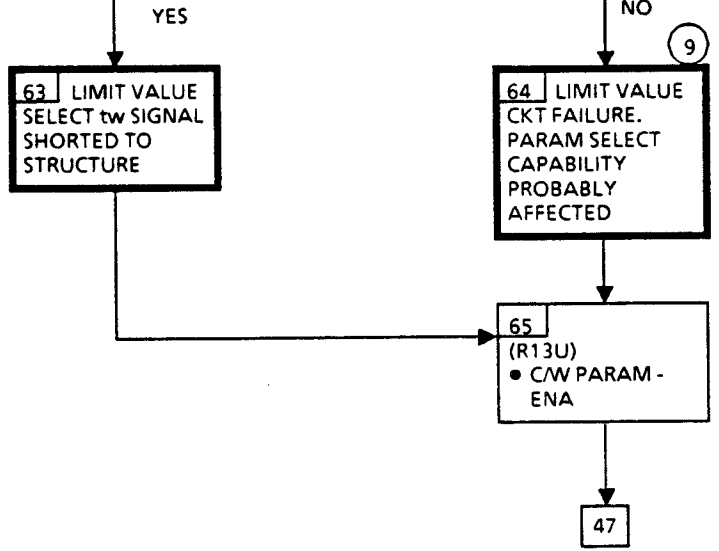 YES
NO
9
63 LIMIT VALUE
SELECT tw SIGNAL
SHORTED TO
STRUCTURE
64 LIMIT VALUE
CKT FAILURE.
PARAM SELECT
CAPABILITY
PROBABLY
AFFECTED
65
(R13U)
● C/W PARAM -
ENA
47